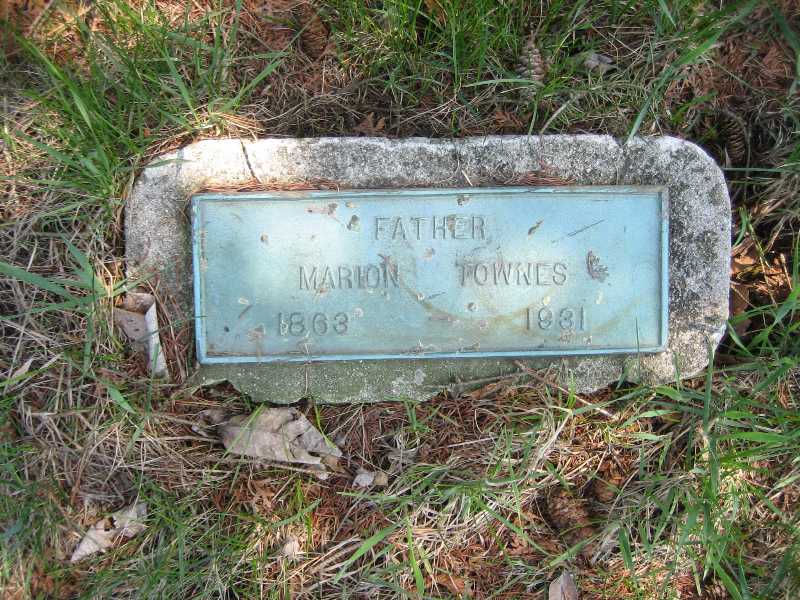 FATHER
MARION TOWNES
1863 1931